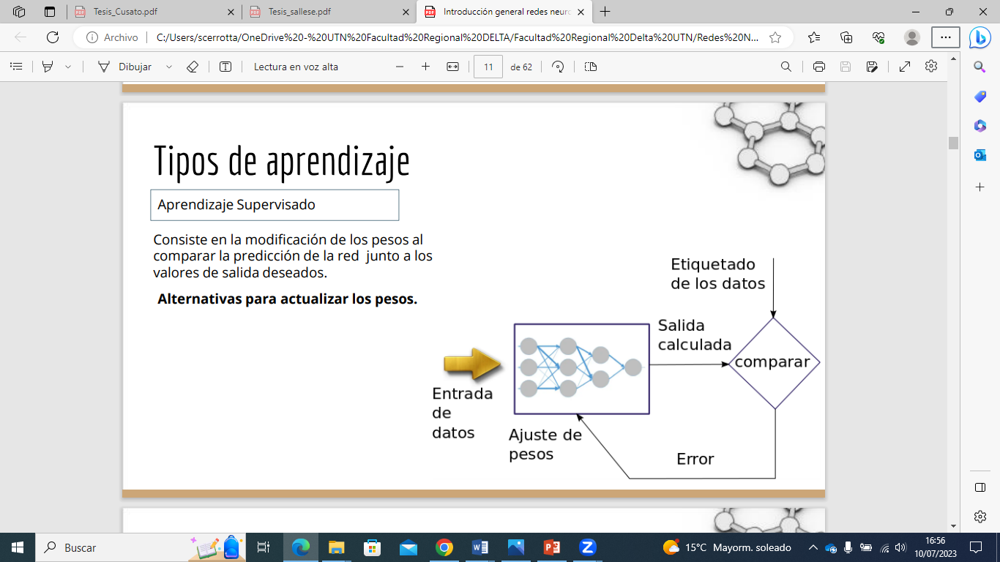 Tesis_Cusato.pdf
Tesis_sallese.pdf
Introducción general redes neuro
Archivo
C:/Users/scerrotta/OneDrive%20-%20UTN%20Facultad%20Regional%20DELTA/Facultad%20Regional%20Delta%20UTN/Redes%20N...
Dibujar
Lectura en voz alta
11
de 62
Tipos de aprendizaje
Aprendizaje Supervisado
Consiste en la modificación de los pesos al
comparar la predicción de la red junto a los
valores de salida deseados.
Alternativas para actualizar los pesos.
Etiquetado
de los datos
Salida
calculada
comparar
Entrada
de
datos
Ajuste de
pesos
Error
Buscar
15°C Mayorm. soleado
16:56
10/07/2023